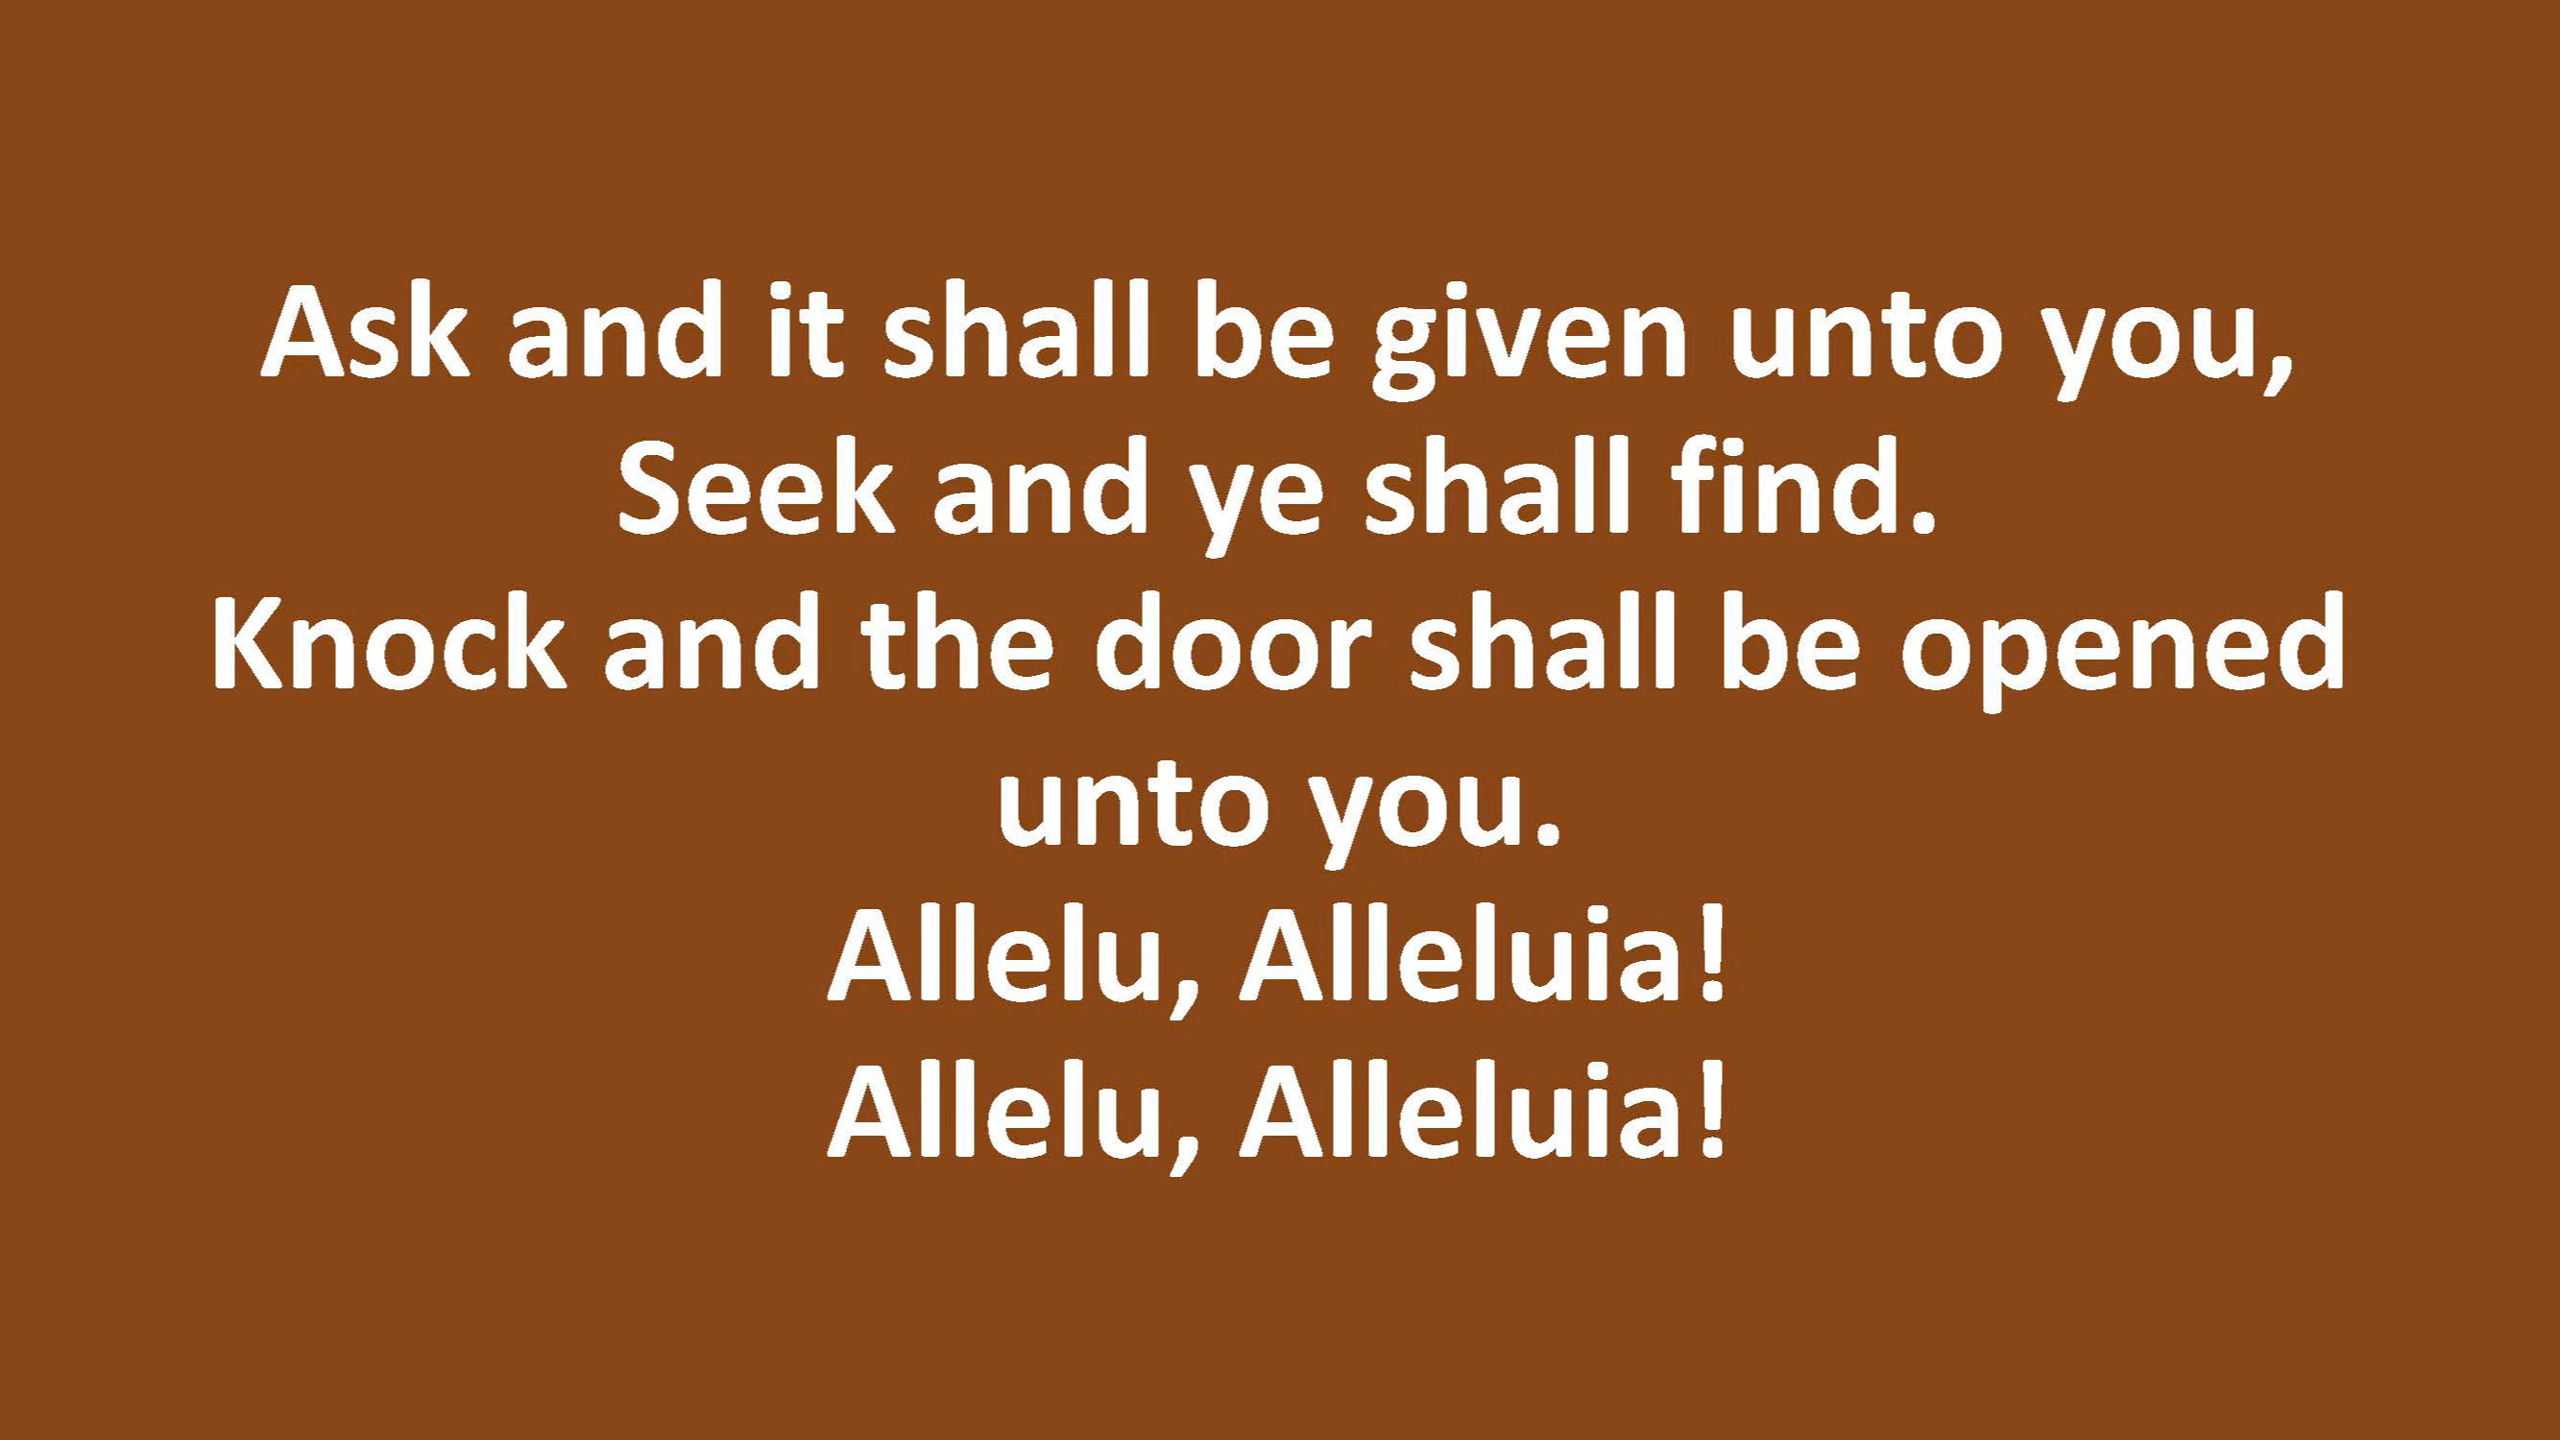 Ask and it shall be given unto you,
Seek and ye shall find.
Knock and the door shall be opened
unto you.
Allelu, Alleluia!
Allelu, Alleluia!